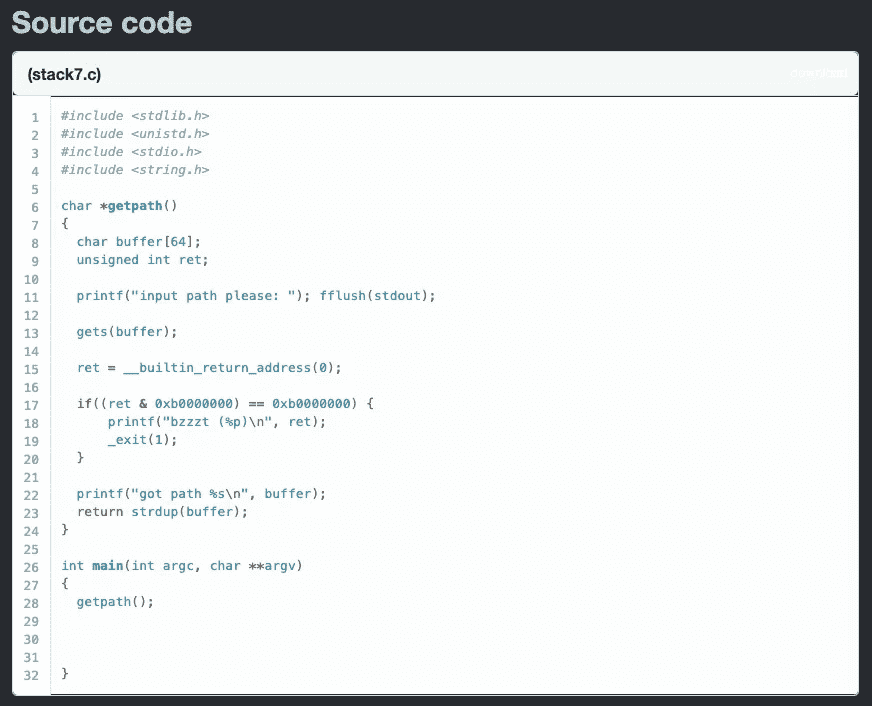 Source code
(stack7.c)
download
1 #include <stdlib.h>
2 #include <unistd.h>
3 #include <stdio.h>
4 #include <string.h>
5
6 char *getpath()
7 {
8   char buffer[64];
9   unsigned int ret;
10
11   printf("input path please: "); fflush(stdout);
12
13   gets(buffer);
14
15   ret = __builtin_return_address(0);
16
17   if((ret & 0xb0000000) == 0xb0000000) {
18       printf("bzzzt (%p)\n", ret);
19       _exit(1);
20   }
21
22   printf("got path %s\n", buffer);
23   return strdup(buffer);
24 }
25
26 int main(int argc, char **argv)
27 {
28   getpath();
29
30
31
32 }